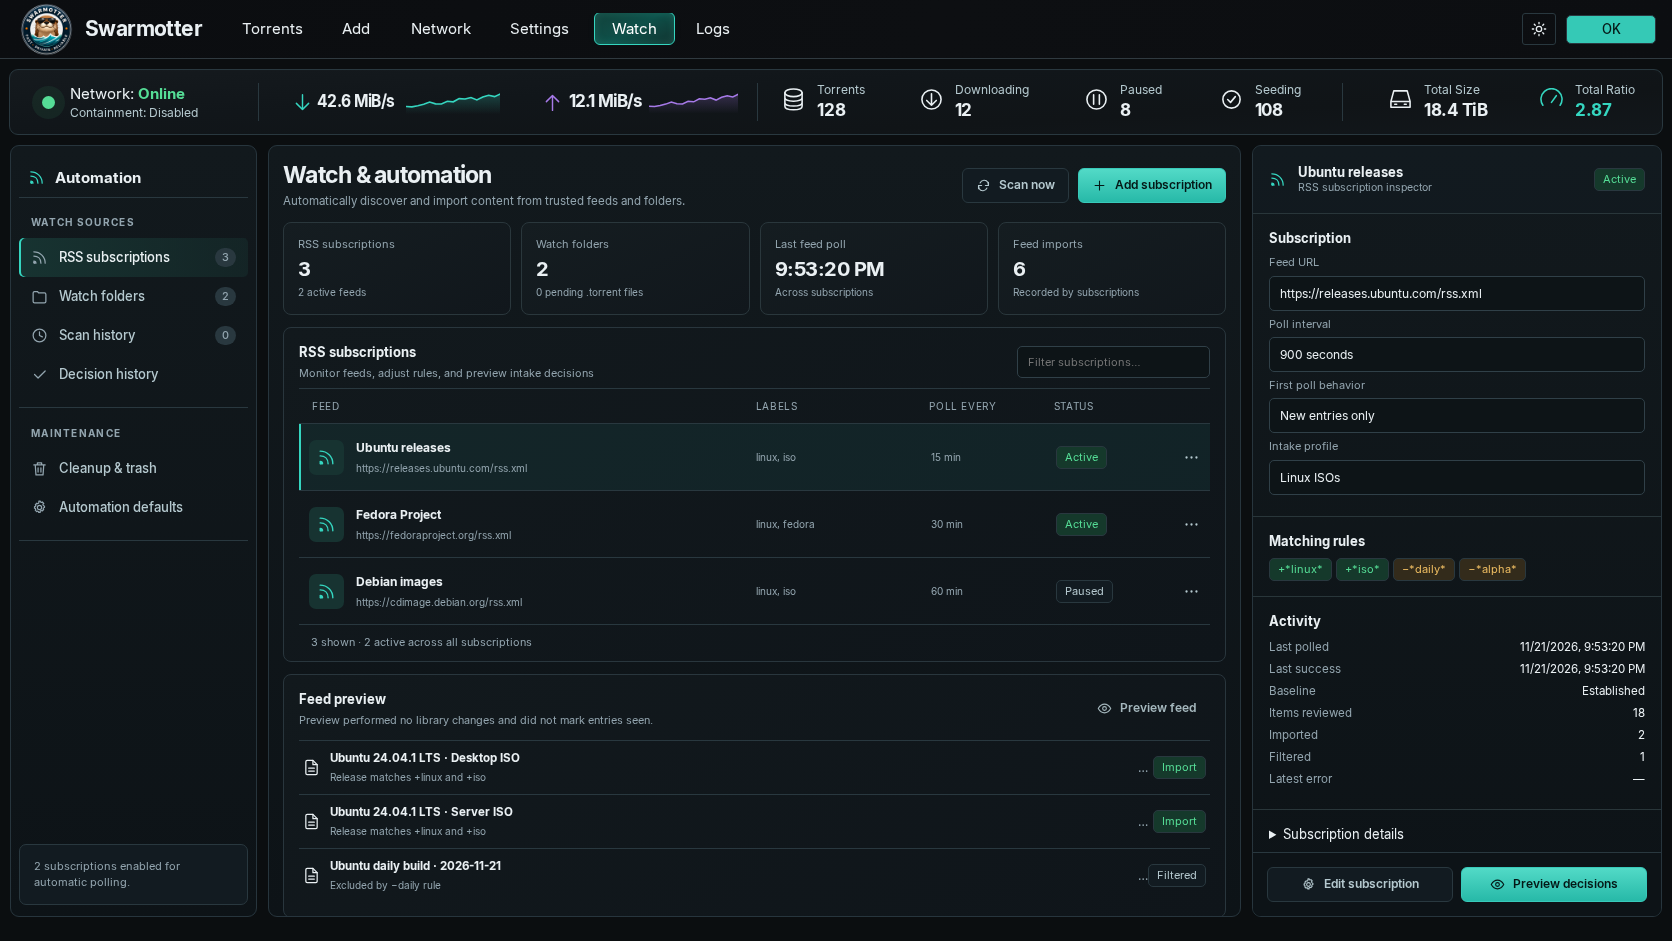 Swarmotter
Torrents
Add
Network
Settings
Watch
Logs
OK
Network: Online
Containment: Disabled
42.6 MiB/s
12.1 MiB/s
Torrents
128
Downloading
12
Paused
8
Seeding
108
Total Size
18.4 TiB
Total Ratio
2.87
Automation
WATCH SOURCES
RSS subscriptions 3
Watch folders 2
Scan history 0
Decision history
MAINTENANCE
Cleanup & trash
Automation defaults
2 subscriptions enabled for
automatic polling.
Watch & automation
Automatically discover and import content from trusted feeds and folders.
Scan now
Add subscription
RSS subscriptions
3
2 active feeds
Watch folders
2
0 pending .torrent files
Last feed poll
9:53:20 PM
Across subscriptions
Feed imports
6
Recorded by subscriptions
RSS subscriptions
Monitor feeds, adjust rules, and preview intake decisions
Filter subscriptions...
FEED LABELS POLL EVERY STATUS
Ubuntu releases
https://releases.ubuntu.com/rss.xml
linux, iso
15 min
Active
Fedora Project
https://fedoraproject.org/rss.xml
linux, fedora
30 min
Active
Debian images
https://cdimage.debian.org/rss.xml
linux, iso
60 min
Paused
3 shown · 2 active across all subscriptions
Feed preview
Preview performed no library changes and did not mark entries seen.
Preview feed
Ubuntu 24.04.1 LTS · Desktop ISO
Release matches +linux and +iso
... Import
Ubuntu 24.04.1 LTS · Server ISO
Release matches +linux and +iso
... Import
Ubuntu daily build · 2026-11-21
Excluded by −daily rule
... Filtered
Ubuntu releases
RSS subscription inspector
Active
Subscription
Feed URL
https://releases.ubuntu.com/rss.xml
Poll interval
900 seconds
First poll behavior
New entries only
Intake profile
Linux ISOs
Matching rules
+*linux* +*iso* −*daily* −*alpha*
Activity
Last polled 11/21/2026, 9:53:20 PM
Last success 11/21/2026, 9:53:20 PM
Baseline Established
Items reviewed 18
Imported 2
Filtered 1
Latest error —
Subscription details
Edit subscription
Preview decisions